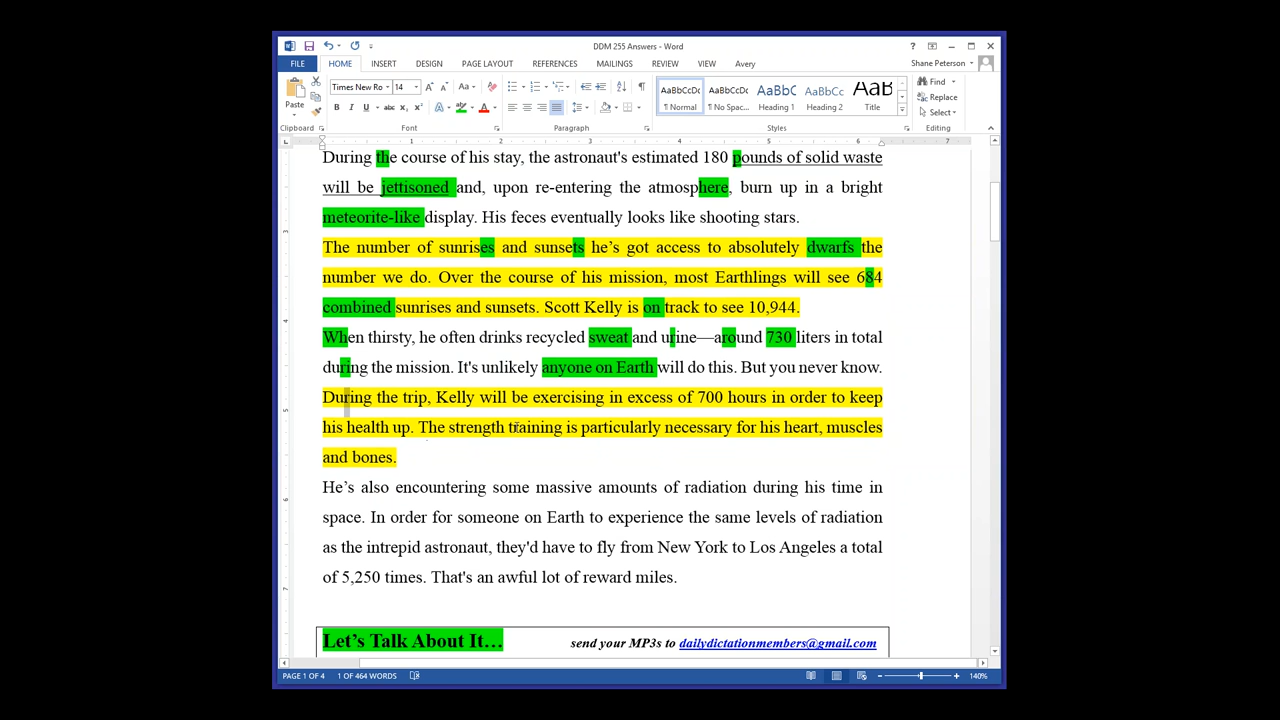 DDM 255 Answers - Word
FILE HOME INSERT DESIGN PAGE LAYOUT REFERENCES MAILINGS REVIEW VIEW Avery Shane Peterson
Times New Ro 14 Aa AaBbCcDc AaBbCcDc AaBbC AaBbCc AaB Find
Paste B I U abc x₂ x² A A ¶ Normal ¶ No Spac... Heading 1 Heading 2 Title Replace
Select
Clipboard Font Paragraph Styles Editing
1 2 3 4 5 6 7
During the course of his stay, the astronaut's estimated 180 pounds of solid waste
will be jettisoned and, upon re-entering the atmosphere, burn up in a bright
meteorite-like display. His feces eventually looks like shooting stars.
The number of sunrises and sunsets he’s got access to absolutely dwarfs the
number we do. Over the course of his mission, most Earthlings will see 684
combined sunrises and sunsets. Scott Kelly is on track to see 10,944.
When thirsty, he often drinks recycled sweat and urine—around 730 liters in total
during the mission. It's unlikely anyone on Earth will do this. But you never know.
During the trip, Kelly will be exercising in excess of 700 hours in order to keep
his health up. The strength training is particularly necessary for his heart, muscles
and bones.
He’s also encountering some massive amounts of radiation during his time in
space. In order for someone on Earth to experience the same levels of radiation
as the intrepid astronaut, they'd have to fly from New York to Los Angeles a total
of 5,250 times. That's an awful lot of reward miles.
Let’s Talk About It… send your MP3s to dailydictationmembers@gmail.com
PAGE 1 OF 4 1 OF 464 WORDS 140%